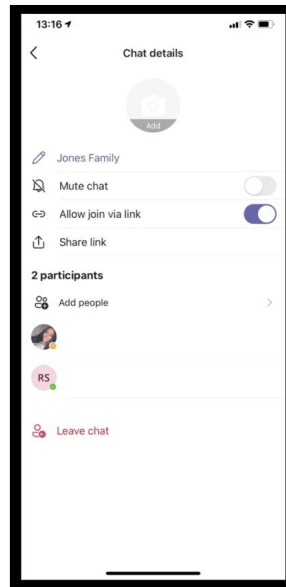 13:16
Chat details
Add
Jones Family
Mute chat
Allow join via link
Share link
2 participants
Add people
RS
Leave chat